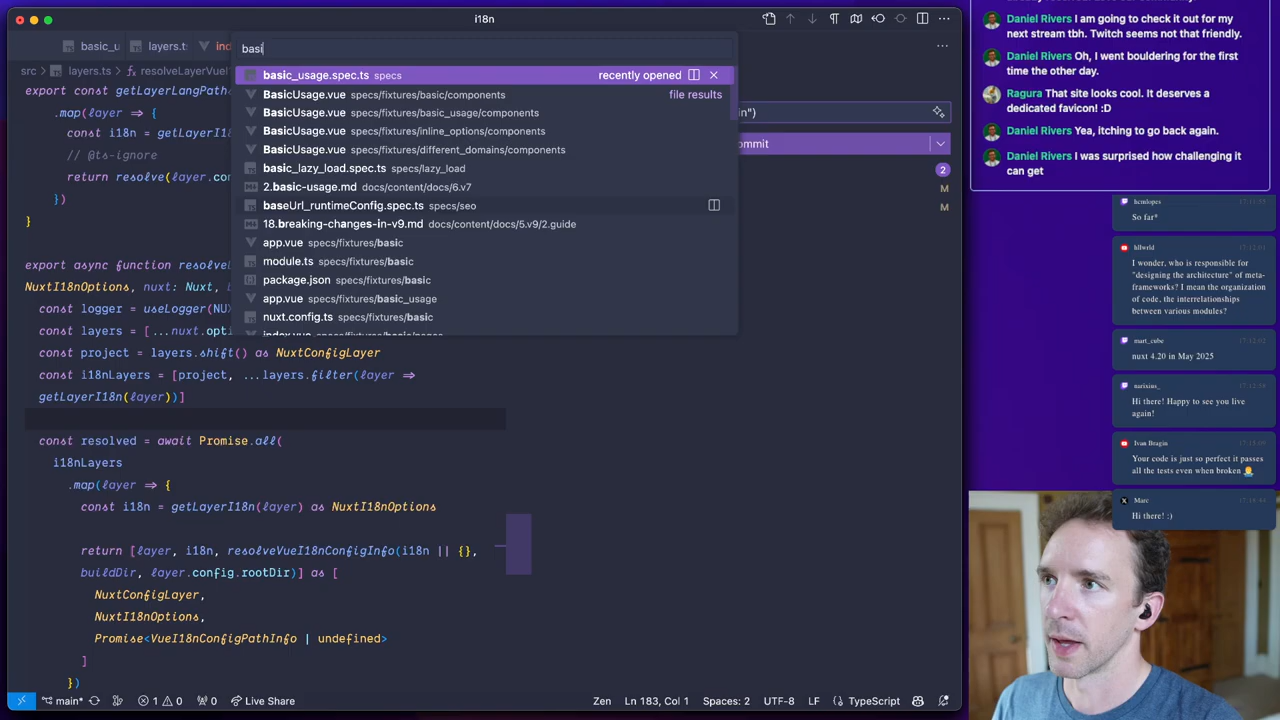 i18n
basic_u
layers.ts
ind
src > layers.ts > resolveLayerVueI
basi
basic_usage.spec.ts specs
recently opened
BasicUsage.vue specs/fixtures/basic/components
file results
BasicUsage.vue specs/fixtures/basic_usage/components
BasicUsage.vue specs/fixtures/inline_options/components
BasicUsage.vue specs/fixtures/different_domains/components
basic_lazy_load.spec.ts specs/lazy_load
2.basic-usage.md docs/content/docs/6.v7
baseUrl_runtimeConfig.spec.ts specs/seo
18.breaking-changes-in-v9.md docs/content/docs/5.v9/2.guide
app.vue specs/fixtures/basic
module.ts specs/fixtures/basic
package.json specs/fixtures/basic
app.vue specs/fixtures/basic_usage
nuxt.config.ts specs/fixtures/basic
in")
ommit
2
M
M
export const getLayerLangPath
.map(layer => {
const i18n = getLayerI1
// @ts-ignore
return resolve(layer.co
})
}
export async function resolve
NuxtI18nOptions, nuxt: Nuxt,
const logger = useLogger(NU
const layers = [...nuxt.opti
const project = layers.shift() as NuxtConfigLayer
const i18nLayers = [project, ...layers.filter(layer =>
getLayerI18n(layer))]
const resolved = await Promise.all(
i18nLayers
.map(layer => {
const i18n = getLayerI18n(layer) as NuxtI18nOptions
return [layer, i18n, resolveVueI18nConfigInfo(i18n || {},
buildDir, layer.config.rootDir)] as [
NuxtConfigLayer,
NuxtI18nOptions,
Promise<VueI18nConfigPathInfo | undefined>
]
})
main*
1 0
0
Live Share
Zen
Ln 183, Col 1
Spaces: 2
UTF-8
LF
{ } TypeScript
Daniel Rivers I am going to check it out for my
next stream tbh. Twitch seems not that friendly.
Daniel Rivers Oh, I went bouldering for the first
time the other day.
Ragura That site looks cool. It deserves a
dedicated favicon! :D
Daniel Rivers Yea, itching to go back again.
Daniel Rivers I was surprised how challenging it
can get
So far*
I wonder, who is responsible for
"designing the architecture" of meta-
frameworks? I mean the organization
of code, the interrelationships
between various modules?
mart_cube
nuxt 4.20 in May 2025
narixius_
Hi there! Happy to see you live
again!
Ivan Bragin
Your code is just so perfect it passes
all the tests even when broken 🤷‍♂️
Marc
Hi there! :)